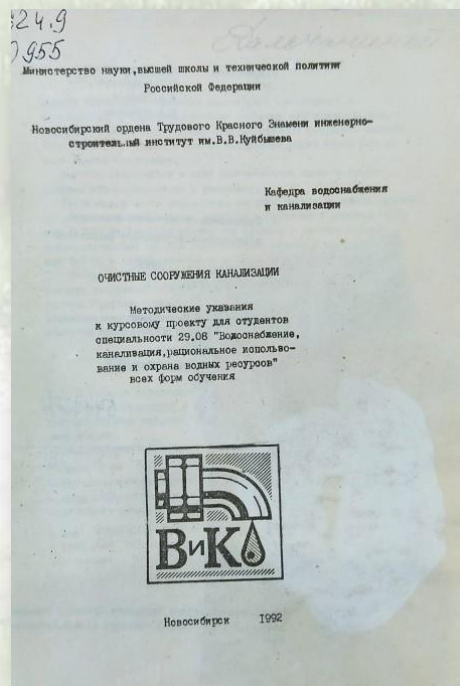 24.9
955
Министерство науки,высшей школы и технической политики
Российской Федерации
Новосибирский ордена Трудового Красного Знамени инженерно-
строительный институт им.В.В.Куйбышева
Кафедра водоснабжения
и канализации
ОЧИСТНЫЕ СООРУЖЕНИЯ КАНАЛИЗАЦИИ
Методические указания
к курсовому проекту для студентов
специальности 29.08 "Водоснабжение,
канализация,рациональное использо-
вание и охрана водных ресурсов"
всех форм обучения
ВиК
Новосибирск 1992